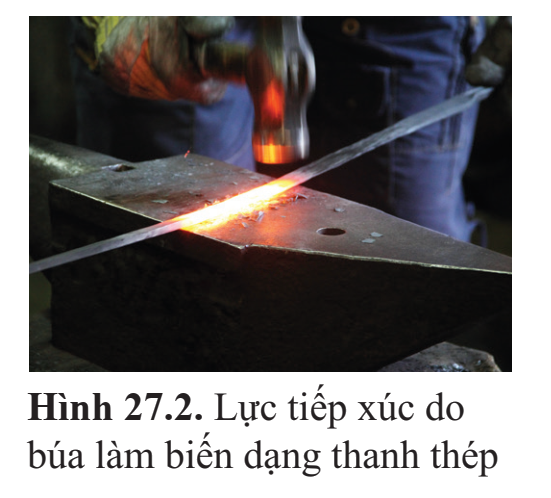 Hình 27.2. Lực tiếp xúc do
búa làm biến dạng thanh thép